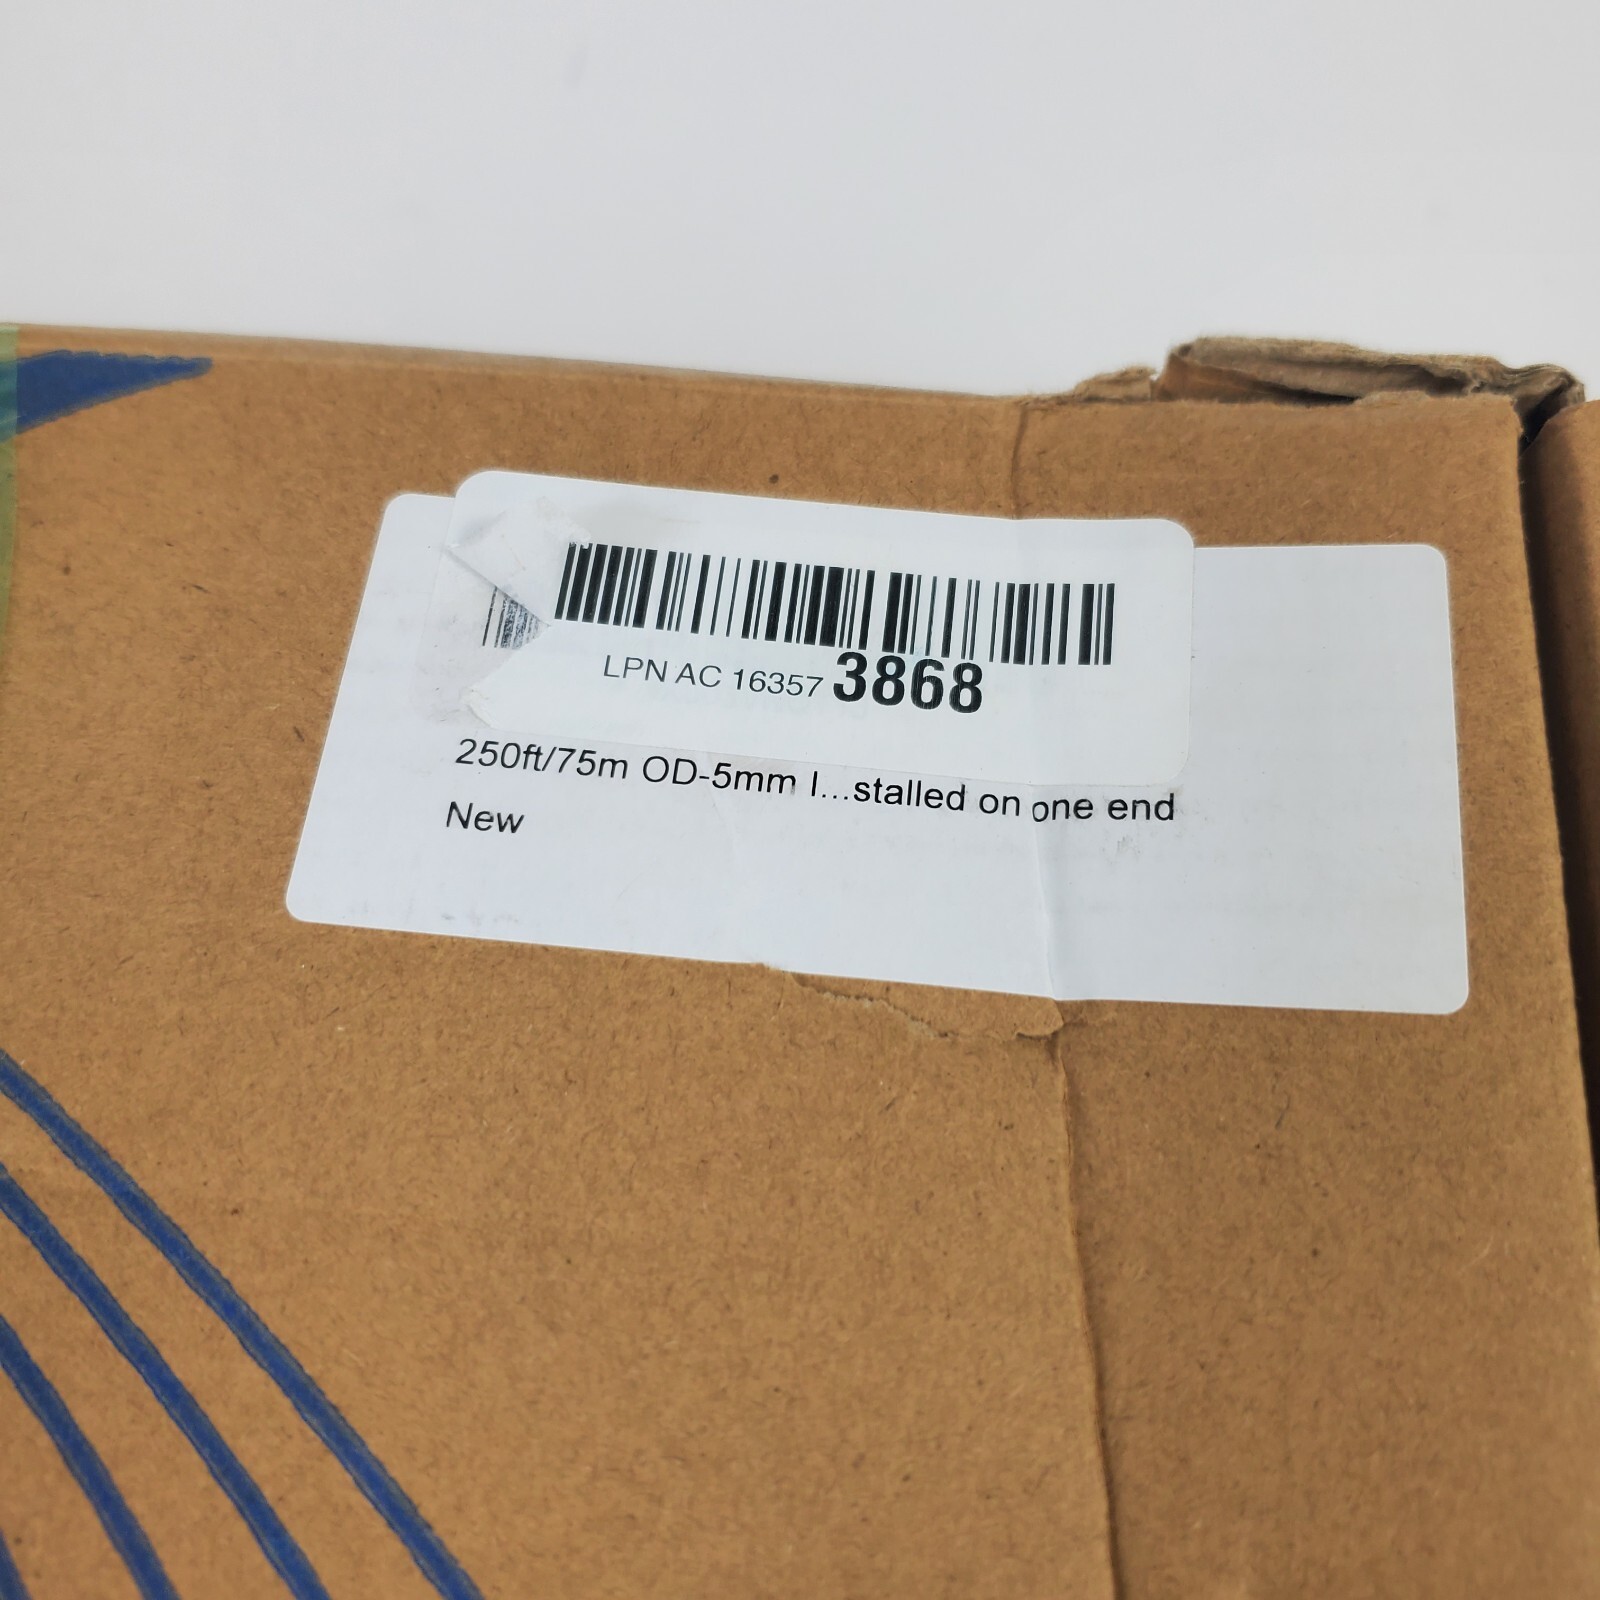 LPN AC 16357 3868
250ft/75m OD-5mm I...stalled on one end
New